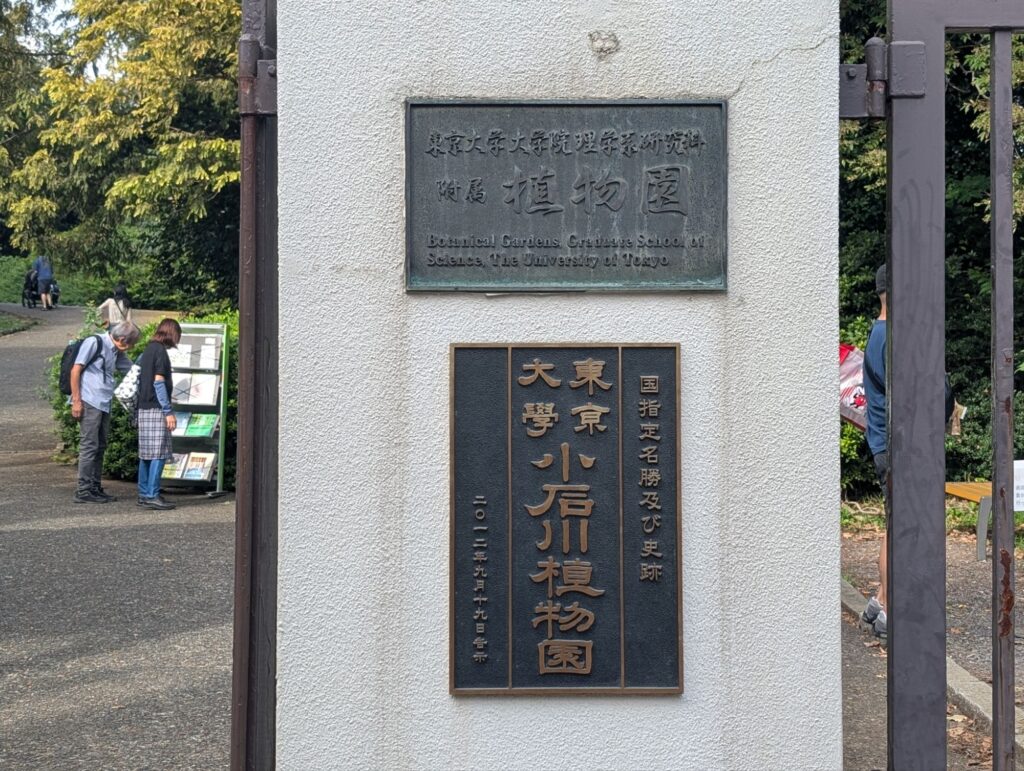 東京大学大学院理学系研究科
附属 植物園
Botanical Gardens, Graduate School of
Science, The University of Tokyo
国指定名勝及び史跡
東京
大學
小石川植物園
二〇一二年九月十九日告示